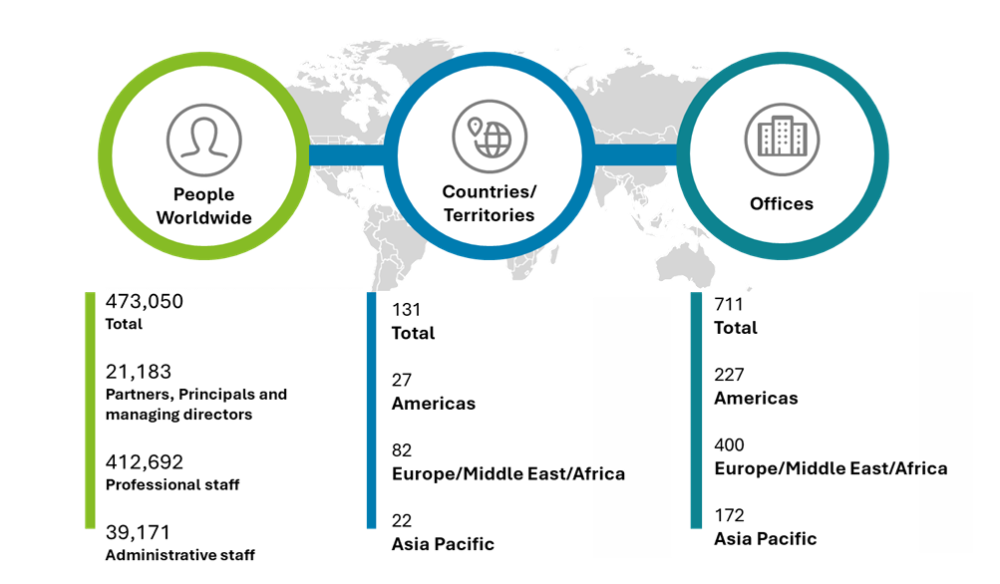 People
Worldwide
Countries/
Territories
Offices
473,050
Total
21,183
Partners, Principals and
managing directors
412,692
Professional staff
39,171
Administrative staff
131
Total
27
Americas
82
Europe/Middle East/Africa
22
Asia Pacific
711
Total
227
Americas
400
Europe/Middle East/Africa
172
Asia Pacific